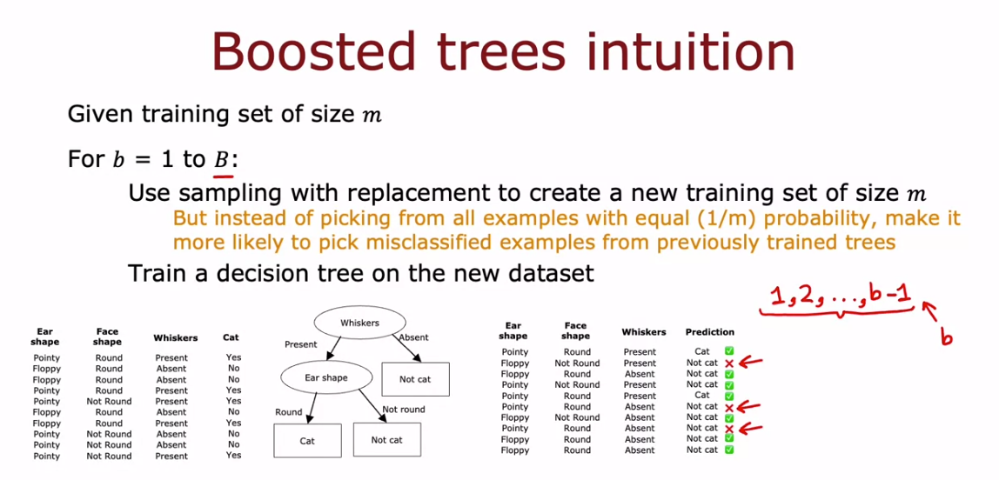 Boosted trees intuition
Given training set of size m
For b = 1 to B:
Use sampling with replacement to create a new training set of size m
But instead of picking from all examples with equal (1/m) probability, make it
more likely to pick misclassified examples from previously trained trees
Train a decision tree on the new dataset
1,2, ..., b-1
b
Ear shape Face shape Whiskers Cat
Pointy Round Present Yes
Floppy Round Absent No
Floppy Round Absent No
Pointy Round Present Yes
Pointy Not Round Present Yes
Floppy Round Absent No
Floppy Round Present Yes
Pointy Not Round Absent No
Pointy Not Round Absent No
Pointy Not Round Present Yes
Whiskers
Present Absent
Ear shape Not cat
Round Not round
Cat Not cat
Ear shape Face shape Whiskers Prediction
Pointy Round Present Cat ✅
Floppy Not Round Present Not cat ❌
Floppy Round Absent Not cat ✅
Pointy Not Round Present Not cat ✅
Pointy Round Present Cat ✅
Pointy Round Absent Not cat ❌
Floppy Not Round Absent Not cat ✅
Pointy Round Absent Not cat ❌
Floppy Round Absent Not cat ✅
Floppy Round Absent Not cat ✅